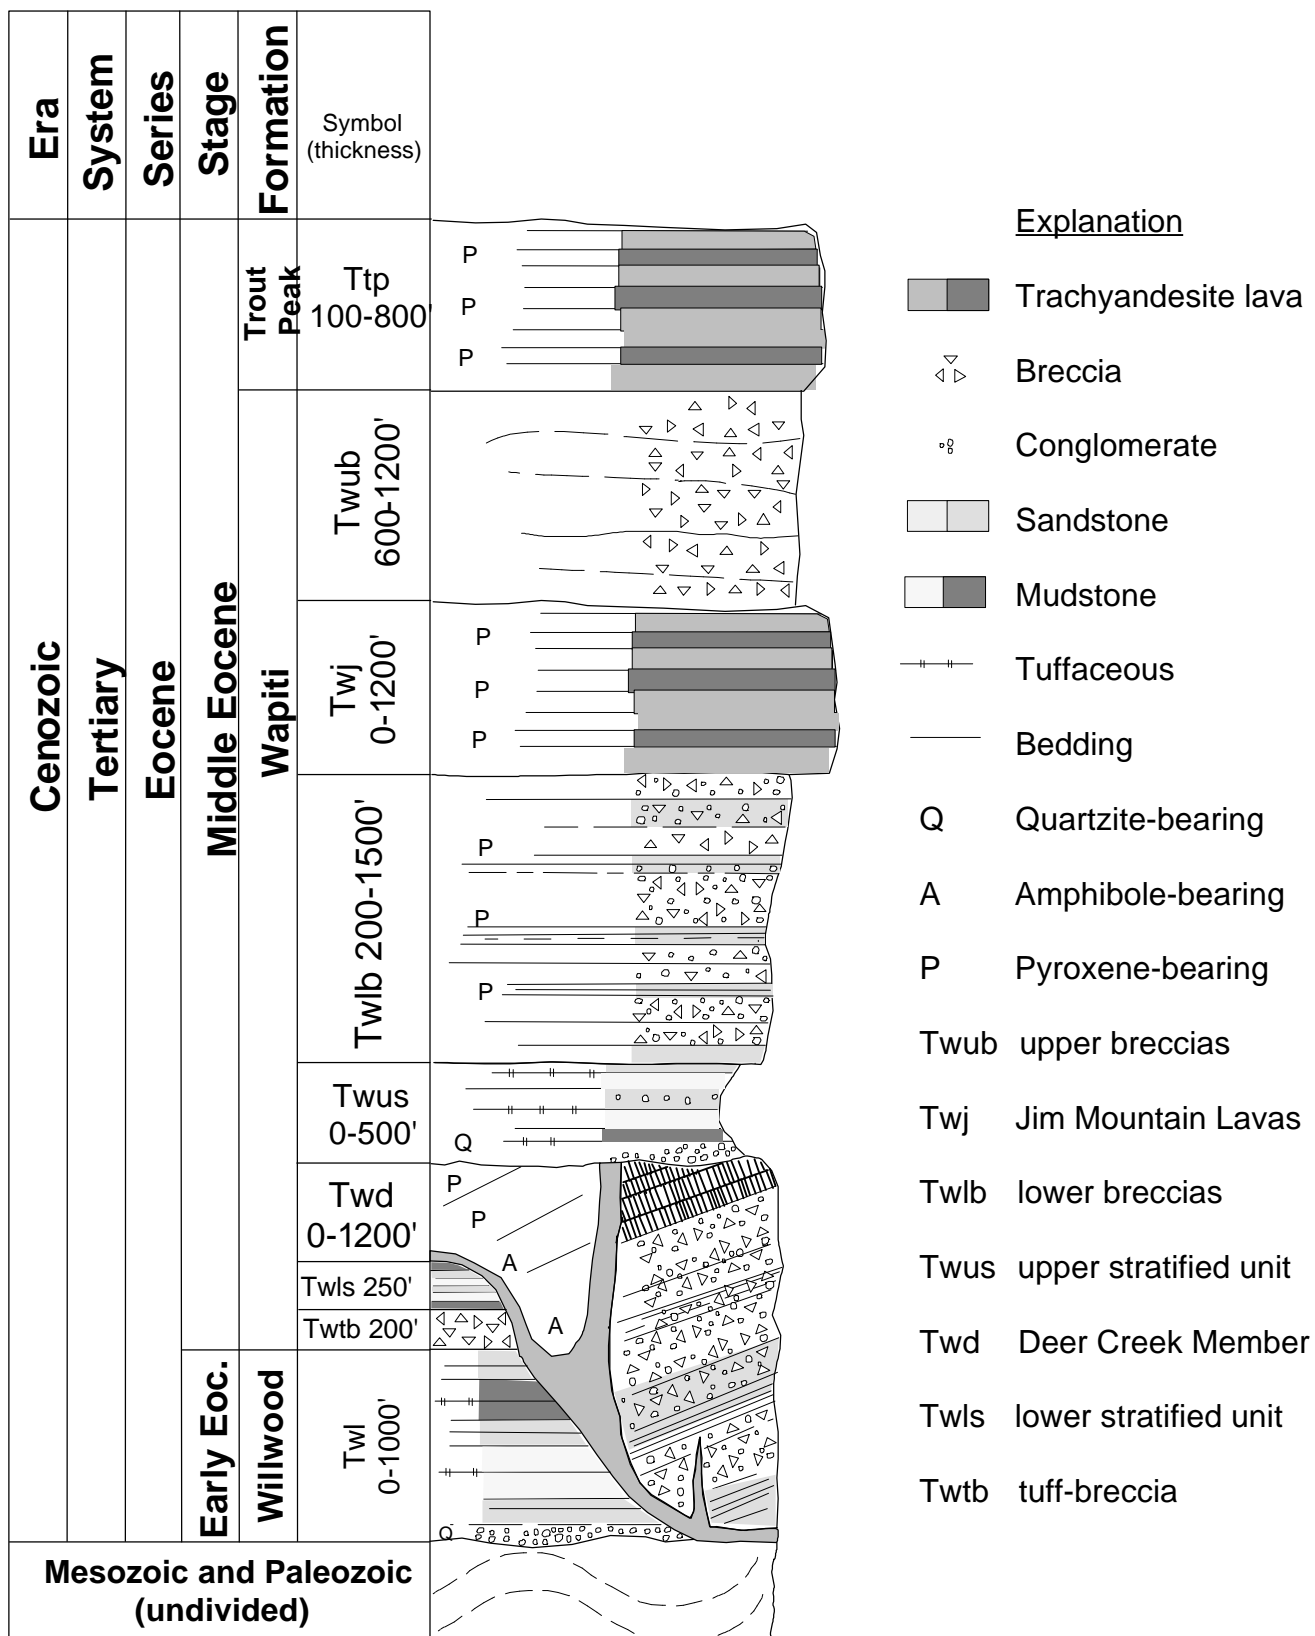 Era
System
Series
Stage
Formation
Symbol
(thickness)
Cenozoic
Tertiary
Eocene
Middle Eocene
Early Eoc.
Trout
Peak
Wapiti
Willwood
Ttp
100-800'
Twub
600-1200'
Twj
0-1200'
Twlb 200-1500'
Twus
0-500'
Twd
0-1200'
Twls 250'
Twtb 200'
Twl
0-1000'
Mesozoic and Paleozoic
(undivided)
P
P
P
P
P
P
P
P
P
Q
P
P
A
A
Q
Explanation
Trachyandesite lava
Breccia
Conglomerate
Sandstone
Mudstone
Tuffaceous
Bedding
Q Quartzite-bearing
A Amphibole-bearing
P Pyroxene-bearing
Twub upper breccias
Twj Jim Mountain Lavas
Twlb lower breccias
Twus upper stratified unit
Twd Deer Creek Member
Twls lower stratified unit
Twtb tuff-breccia